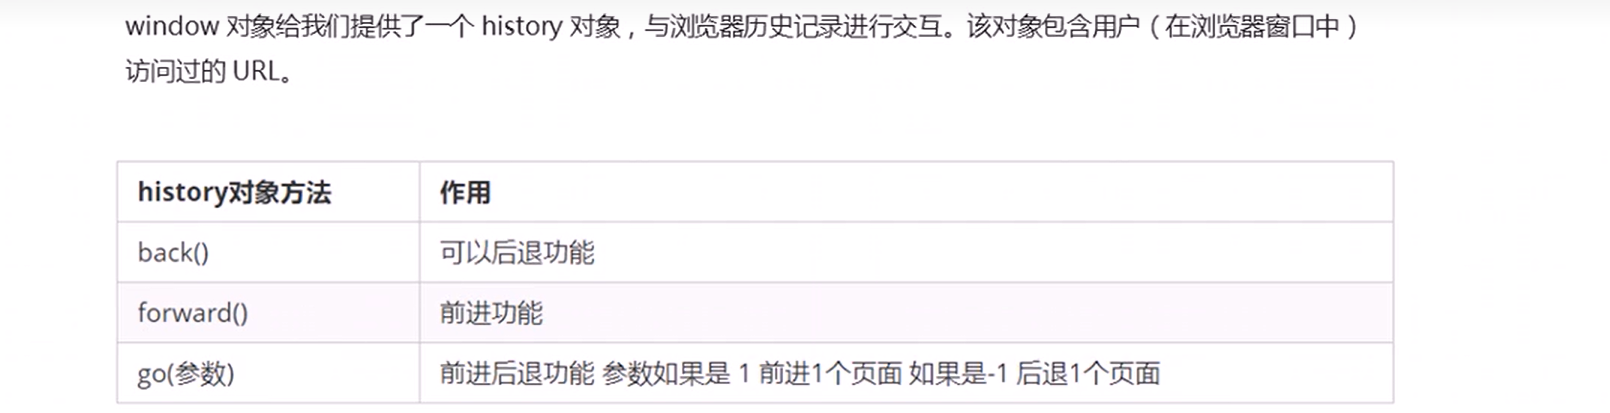 window 对象给我们提供了一个 history 对象，与浏览器历史记录进行交互。该对象包含用户（在浏览器窗口中）
访问过的 URL。
history对象方法 作用
back() 可以后退功能
forward() 前进功能
go(参数) 前进后退功能 参数如果是 1 前进1个页面 如果是-1 后退1个页面